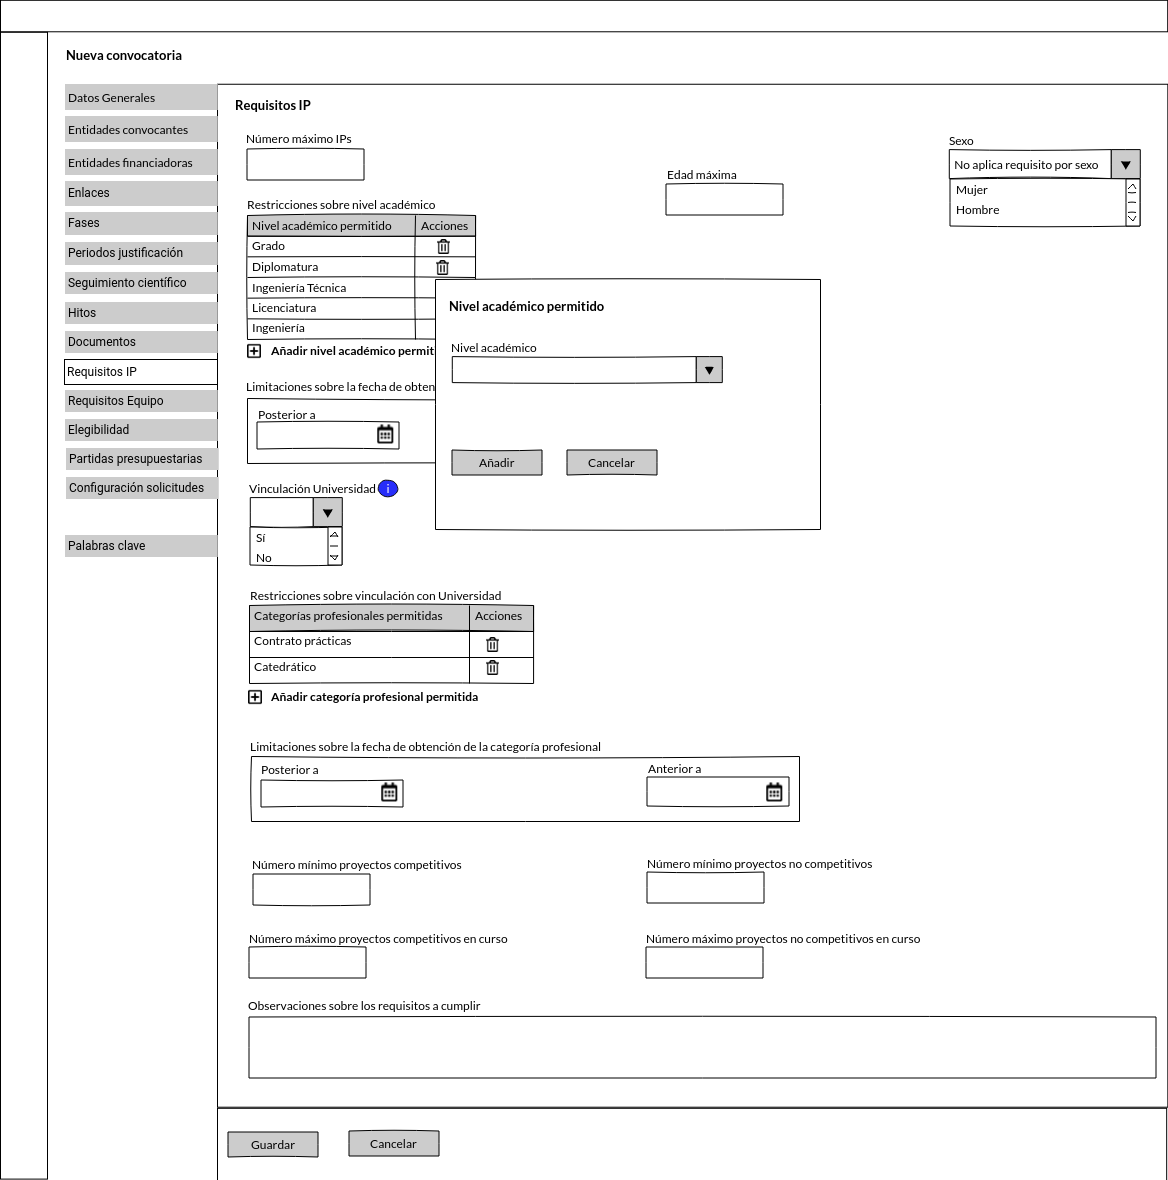 Nueva convocatoria
Datos Generales
Entidades convocantes
Entidades financiadoras
Enlaces
Fases
Periodos justificación
Seguimiento científico
Hitos
Documentos
Requisitos IP
Requisitos Equipo
Elegibilidad
Partidas presupuestarias
Configuración solicitudes
Palabras clave
Requisitos IP
Número máximo IPs
Edad máxima
Sexo
No aplica requisito por sexo
Mujer
Hombre
Restricciones sobre nivel académico
Nivel académico permitido Acciones
Grado
Diplomatura
Ingeniería Técnica
Licenciatura
Ingeniería
Añadir nivel académico permit
Limitaciones sobre la fecha de obten
Posterior a
Nivel académico permitido
Nivel académico
Añadir Cancelar
Vinculación Universidad i
Sí
No
Restricciones sobre vinculación con Universidad
Categorías profesionales permitidas Acciones
Contrato prácticas
Catedrático
Añadir categoría profesional permitida
Limitaciones sobre la fecha de obtención de la categoría profesional
Posterior a Anterior a
Número mínimo proyectos competitivos Número mínimo proyectos no competitivos
Número máximo proyectos competitivos en curso Número máximo proyectos no competitivos en curso
Observaciones sobre los requisitos a cumplir
Guardar Cancelar